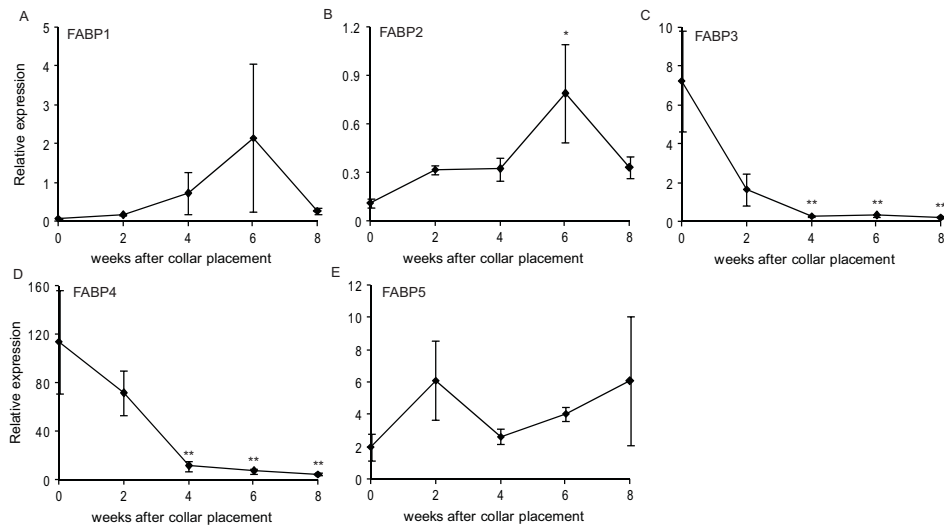 A
FABP1
Relative expression
5
4
3
2
1
0
0 2 4 6 8
weeks after collar placement
B
FABP2
1.2
0.9
0.6
0.3
0
*
0 2 4 6 8
weeks after collar placement
C
FABP3
10
8
6
4
2
0
** ** **
0 2 4 6 8
weeks after collar placement
D
FABP4
Relative expression
160
120
80
40
0
** ** **
0 2 4 6 8
weeks after collar placement
E
FABP5
12
10
8
6
4
2
0
0 2 4 6 8
weeks after collar placement